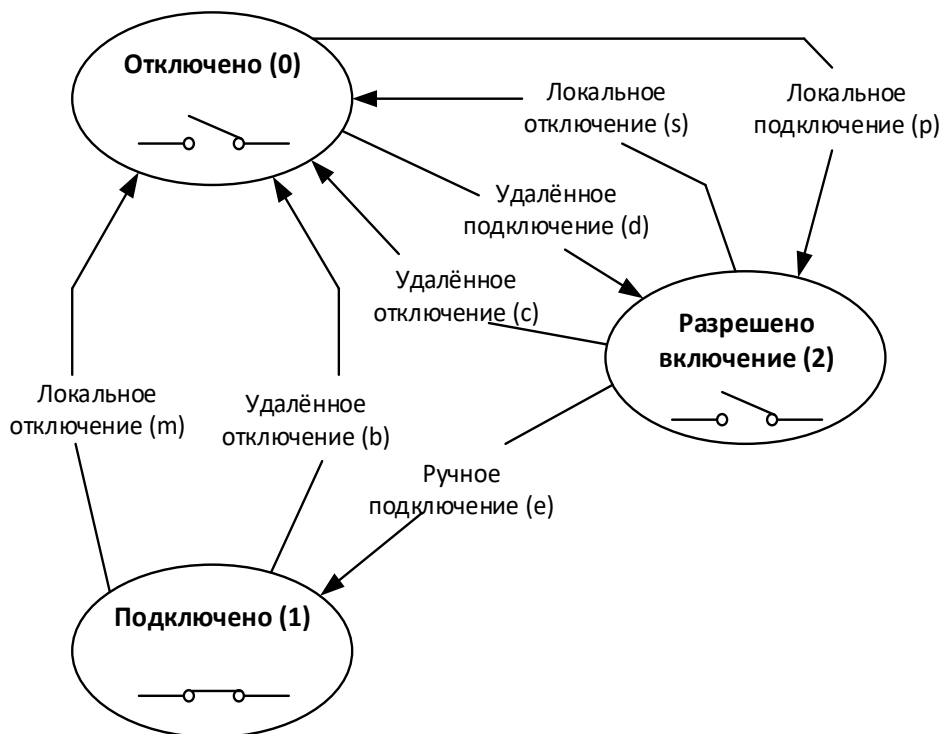 Отключено (0)
Локальное
отключение (s)
Локальное
подключение (p)
Удалённое
подключение (d)
Удалённое
отключение (c)
Разрешено
включение (2)
Локальное
отключение (m)
Удалённое
отключение (b)
Ручное
подключение (e)
Подключено (1)